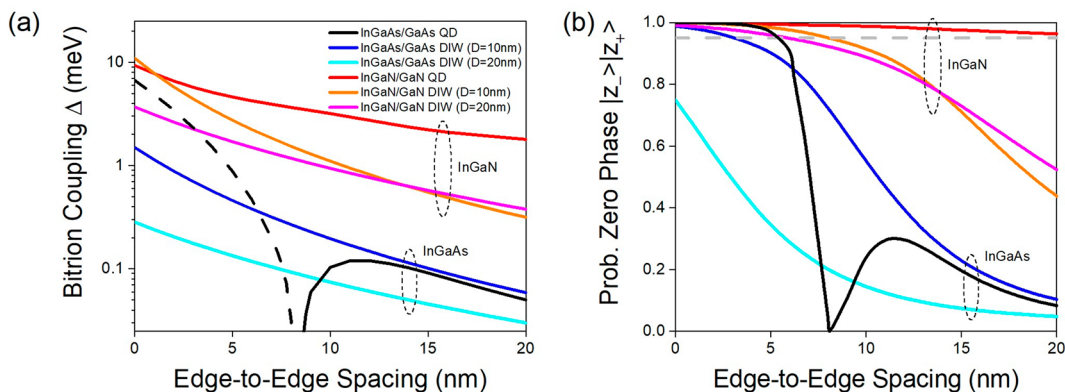 (a)
Bitrion Coupling Δ (meV)
10
1
0.1
InGaAs/GaAs QD
InGaAs/GaAs DIW (D=10nm)
InGaAs/GaAs DIW (D=20nm)
InGaN/GaN QD
InGaN/GaN DIW (D=10nm)
InGaN/GaN DIW (D=20nm)
InGaN
InGaAs
0 5 10 15 20
Edge-to-Edge Spacing (nm)
(b)
Prob. Zero Phase |z₋>|z₊>
1.0
0.8
0.6
0.4
0.2
0.0
InGaN
InGaAs
0 5 10 15 20
Edge-to-Edge Spacing (nm)